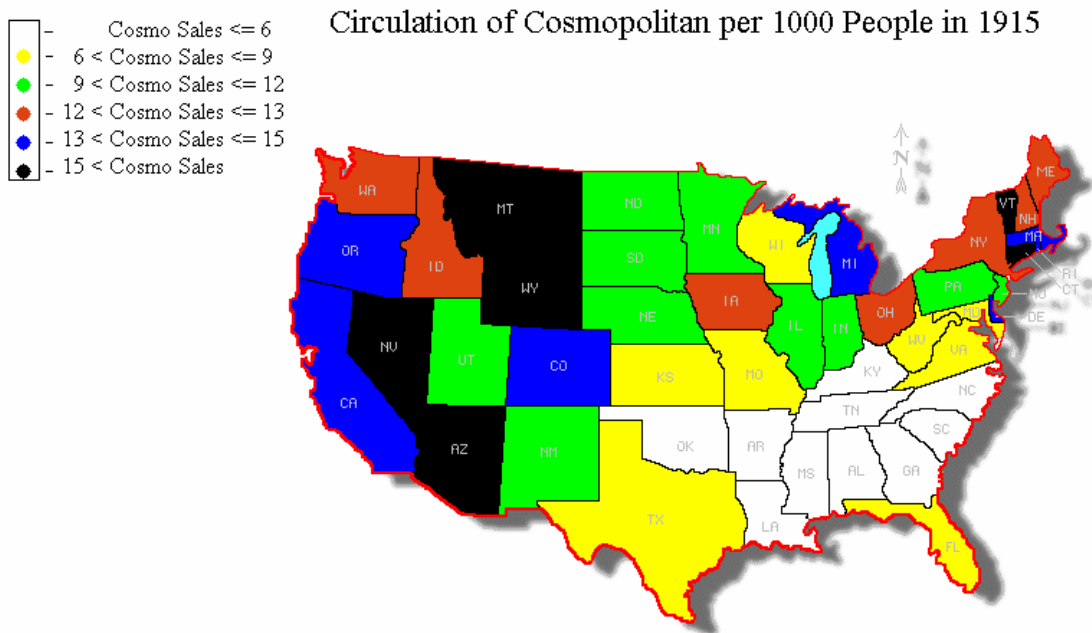 Circulation of Cosmopolitan per 1000 People in 1915
- Cosmo Sales <= 6
- 6 < Cosmo Sales <= 9
- 9 < Cosmo Sales <= 12
- 12 < Cosmo Sales <= 13
- 13 < Cosmo Sales <= 15
- 15 < Cosmo Sales
N
WA
MT
ND
MN
ME
VT
NH
OR
ID
WI
MI
NY
MA
SD
WY
RI
CT
IA
PA
NJ
NE
OH
MD
DE
NV
UT
CO
IL
IN
WV
VA
KS
MO
KY
CA
NC
TN
AZ
NM
OK
AR
SC
MS
AL
GA
TX
LA
FL